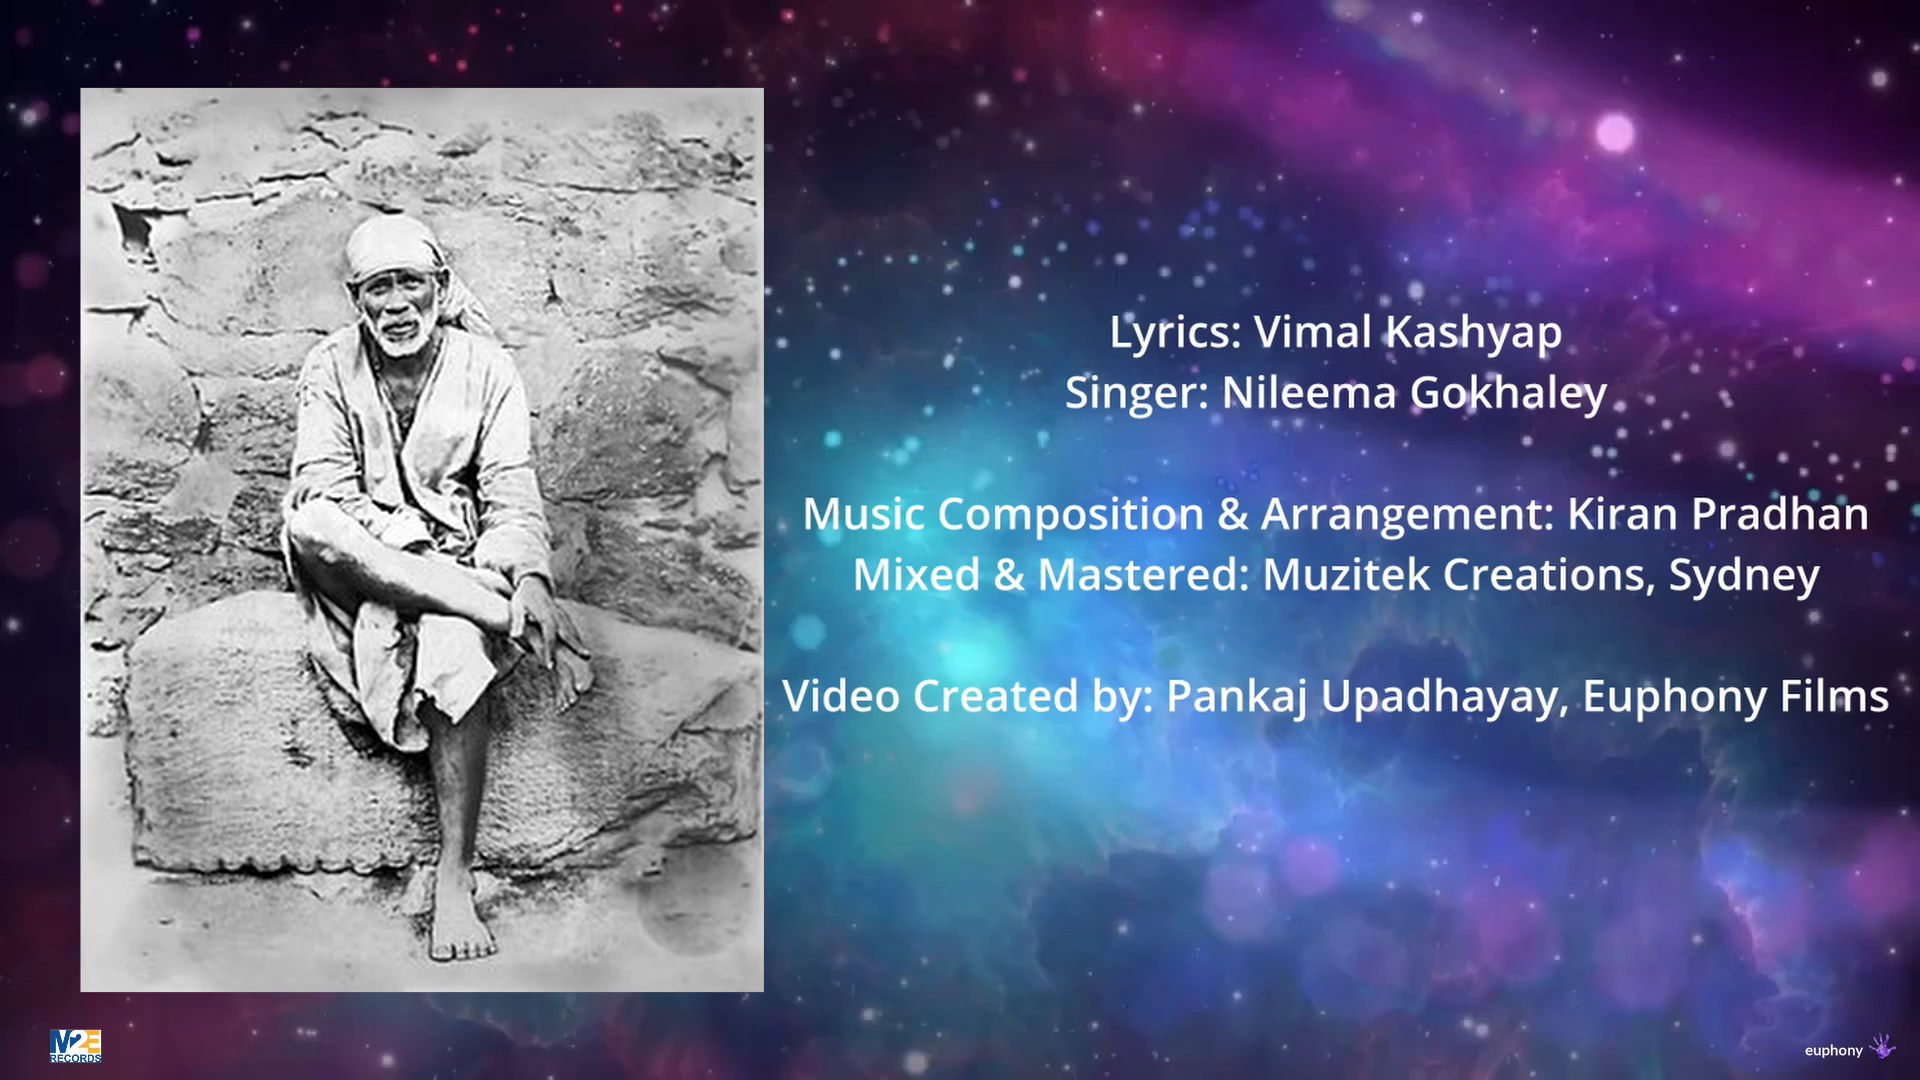 Lyrics: Vimal Kashyap
Singer: Nileema Gokhaley
Music Composition & Arrangement: Kiran Pradhan
Mixed & Mastered: Muzitek Creations, Sydney
Video Created by: Pankaj Upadhayay, Euphony Films
M2E
RECORDS
euphony